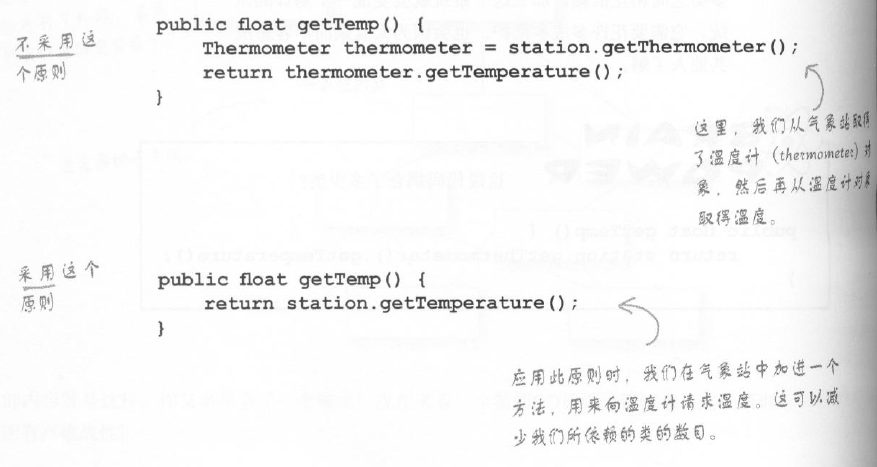 不采用这
个原则
public float getTemp() {
Thermometer thermometer = station.getThermometer();
return thermometer.getTemperature();
}
这里，我们从气象站取得
了温度计（thermometer）对
象，然后再从温度计对象
取得温度。
采用这个
原则
public float getTemp() {
return station.getTemperature();
}
应用此原则时，我们在气象站中加进一个
方法，用来向温度计请求温度。这可以减
少我们所依赖的类的数目。